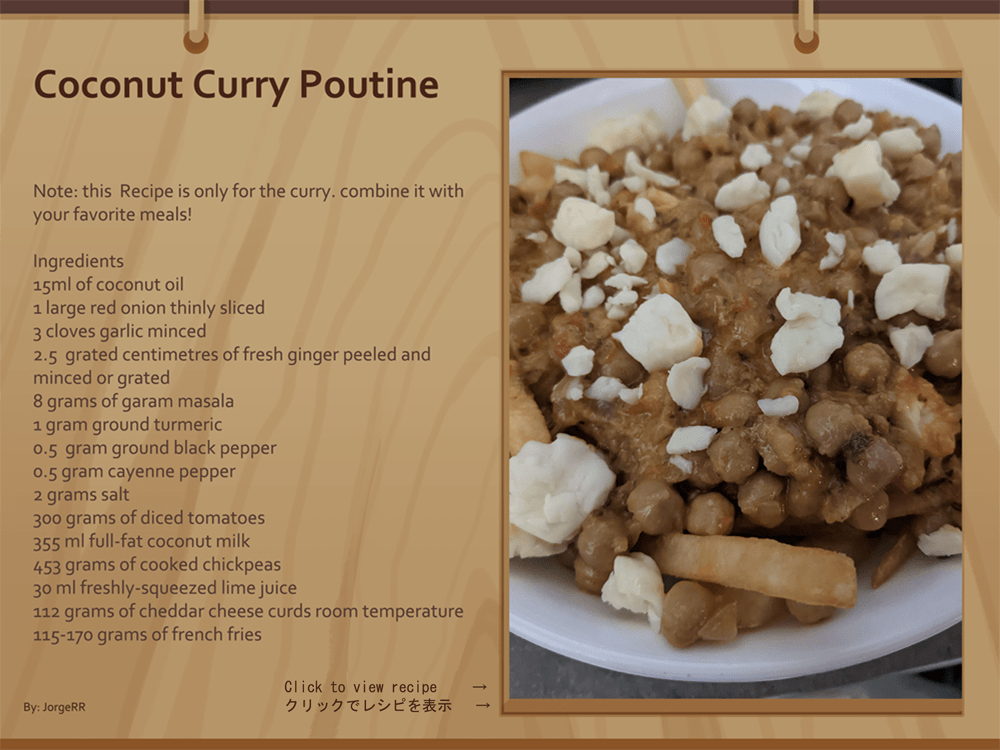 Coconut Curry Poutine
Note: this  Recipe is only for the curry. combine it with
your favorite meals!
Ingredients
15ml of coconut oil
1 large red onion thinly sliced
3 cloves garlic minced
2.5  grated centimetres of fresh ginger peeled and
minced or grated
8 grams of garam masala
1 gram ground turmeric
0.5  gram ground black pepper
0.5 gram cayenne pepper
2 grams salt
300 grams of diced tomatoes
355 ml full-fat coconut milk
453 grams of cooked chickpeas
30 ml freshly-squeezed lime juice
112 grams of cheddar cheese curds room temperature
115-170 grams of french fries
Click to view recipe →
クリックでレシピを表示 →
By: JorgeRR